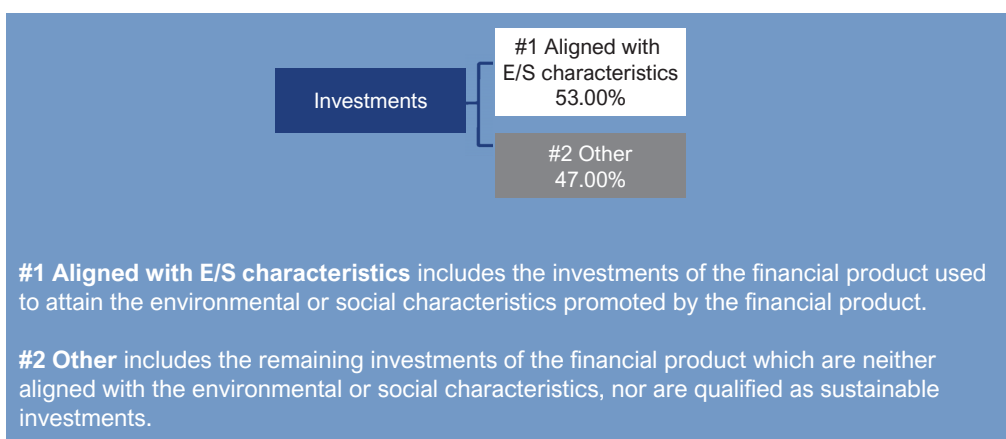 #1 Aligned with
E/S characteristics
53.00%
Investments
#2 Other
47.00%
#1 Aligned with E/S characteristics includes the investments of the financial product used
to attain the environmental or social characteristics promoted by the financial product.
#2 Other includes the remaining investments of the financial product which are neither
aligned with the environmental or social characteristics, nor are qualified as sustainable
investments.